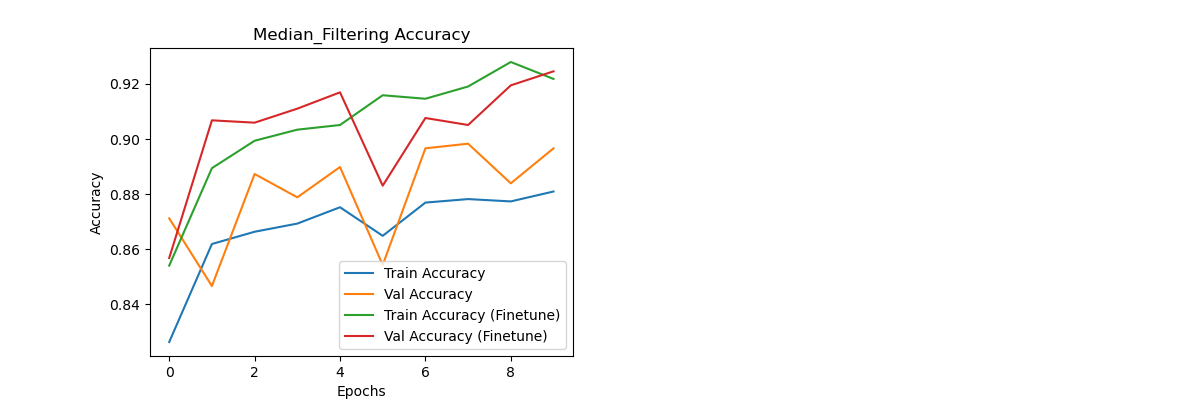 Median_Filtering Accuracy
Accuracy
0.92
0.90
0.88
0.86
0.84
Train Accuracy
Val Accuracy
Train Accuracy (Finetune)
Val Accuracy (Finetune)
0 2 4 6 8
Epochs